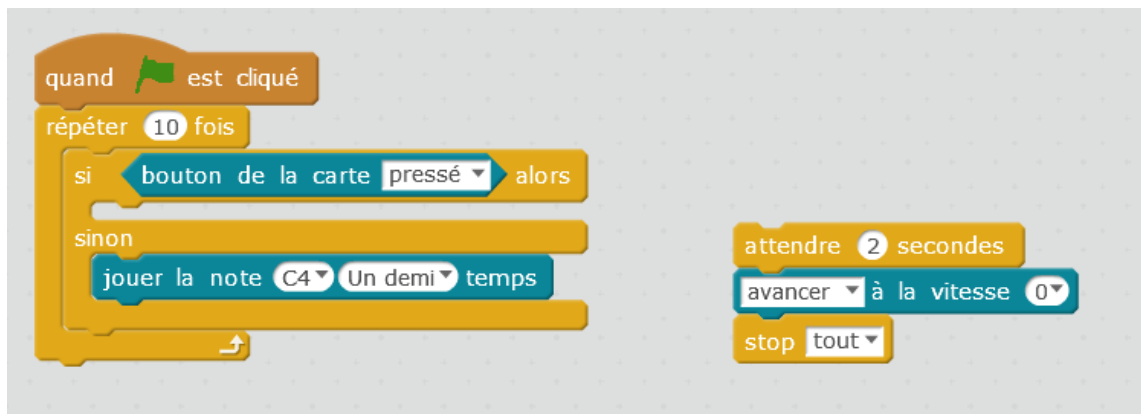 quand est cliqué
répéter 10 fois
si bouton de la carte pressé alors
sinon
jouer la note C4 Un demi temps
attendre 2 secondes
avancer à la vitesse 0
stop tout